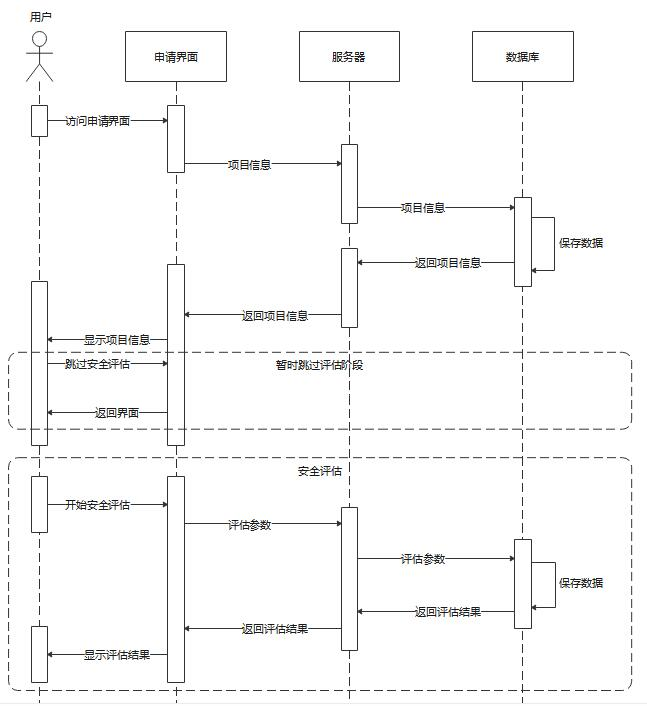 用户
申请界面
服务器
数据库
访问申请界面
项目信息
项目信息
保存数据
返回项目信息
返回项目信息
显示项目信息
跳过安全评估
暂时跳过评估阶段
返回界面
安全评估
开始安全评估
评估参数
评估参数
保存数据
返回评估结果
返回评估结果
显示评估结果